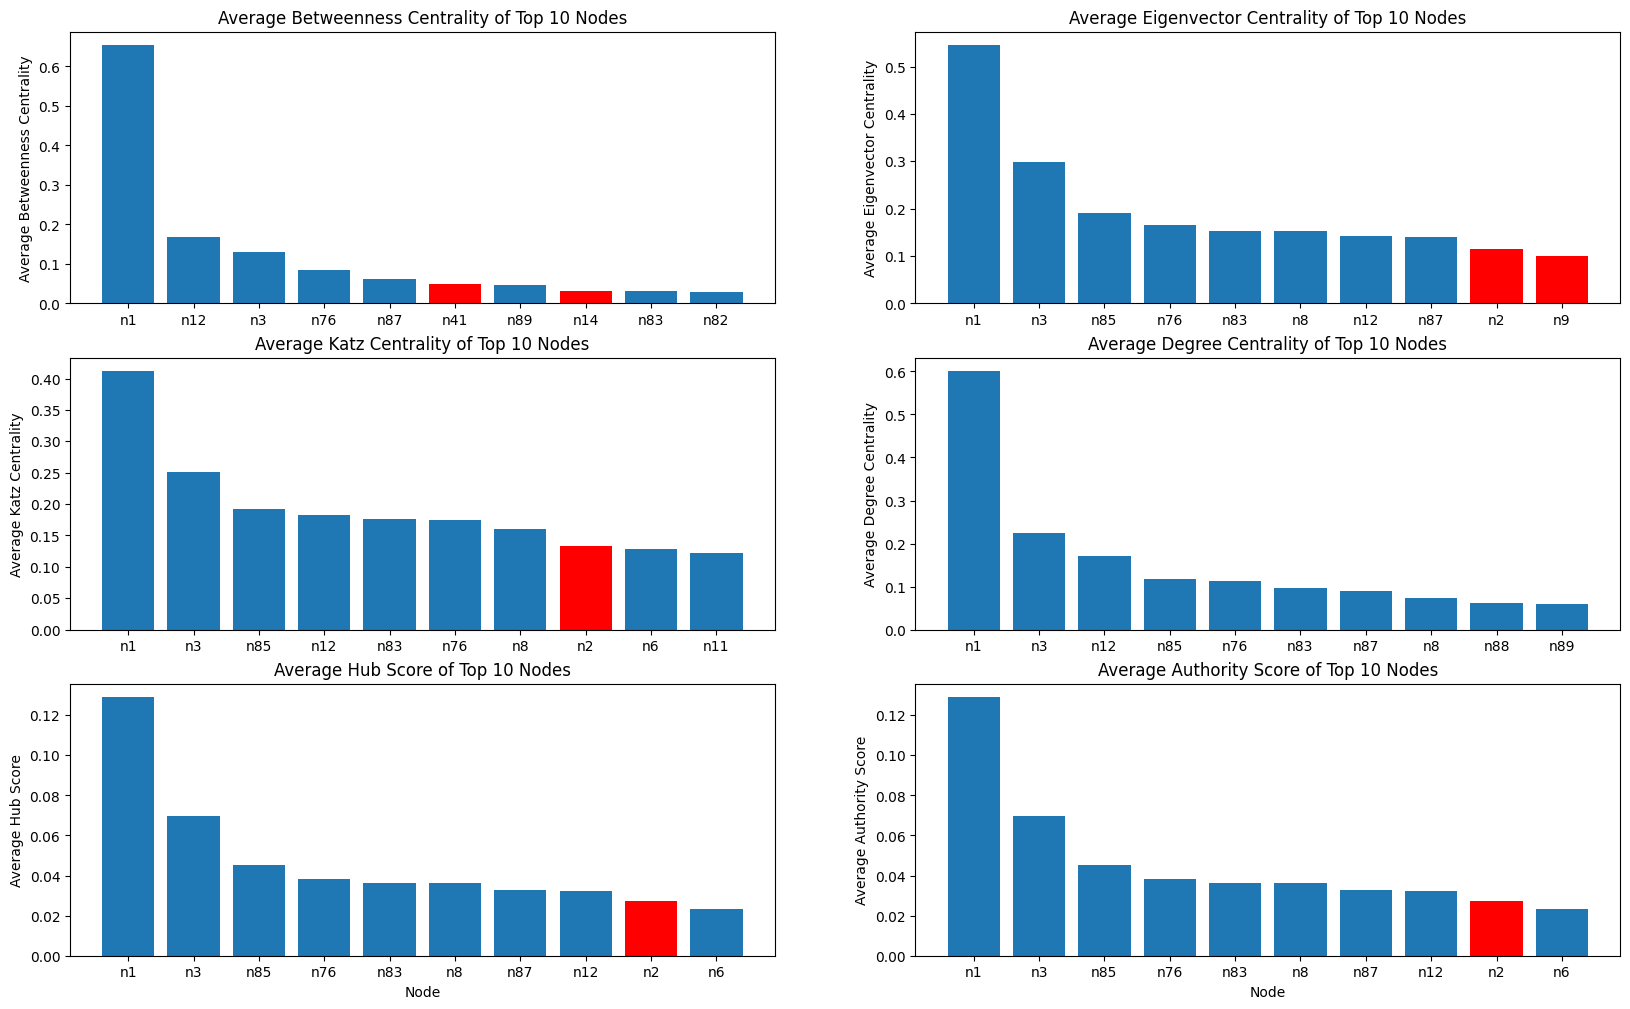 Average Betweenness Centrality of Top 10 Nodes
Average Betweenness Centrality
0.6
0.5
0.4
0.3
0.2
0.1
0.0
n1 n12 n3 n76 n87 n41 n89 n14 n83 n82
Average Eigenvector Centrality of Top 10 Nodes
Average Eigenvector Centrality
0.5
0.4
0.3
0.2
0.1
0.0
n1 n3 n85 n76 n83 n8 n12 n87 n2 n9
Average Katz Centrality of Top 10 Nodes
Average Katz Centrality
0.40
0.35
0.30
0.25
0.20
0.15
0.10
0.05
0.00
n1 n3 n85 n12 n83 n76 n8 n2 n6 n11
Average Degree Centrality of Top 10 Nodes
Average Degree Centrality
0.6
0.5
0.4
0.3
0.2
0.1
0.0
n1 n3 n12 n85 n76 n83 n87 n8 n88 n89
Average Hub Score of Top 10 Nodes
Average Hub Score
0.12
0.10
0.08
0.06
0.04
0.02
0.00
n1 n3 n85 n76 n83 n8 n87 n12 n2 n6
Node
Average Authority Score of Top 10 Nodes
Average Authority Score
0.12
0.10
0.08
0.06
0.04
0.02
0.00
n1 n3 n85 n76 n83 n8 n87 n12 n2 n6
Node